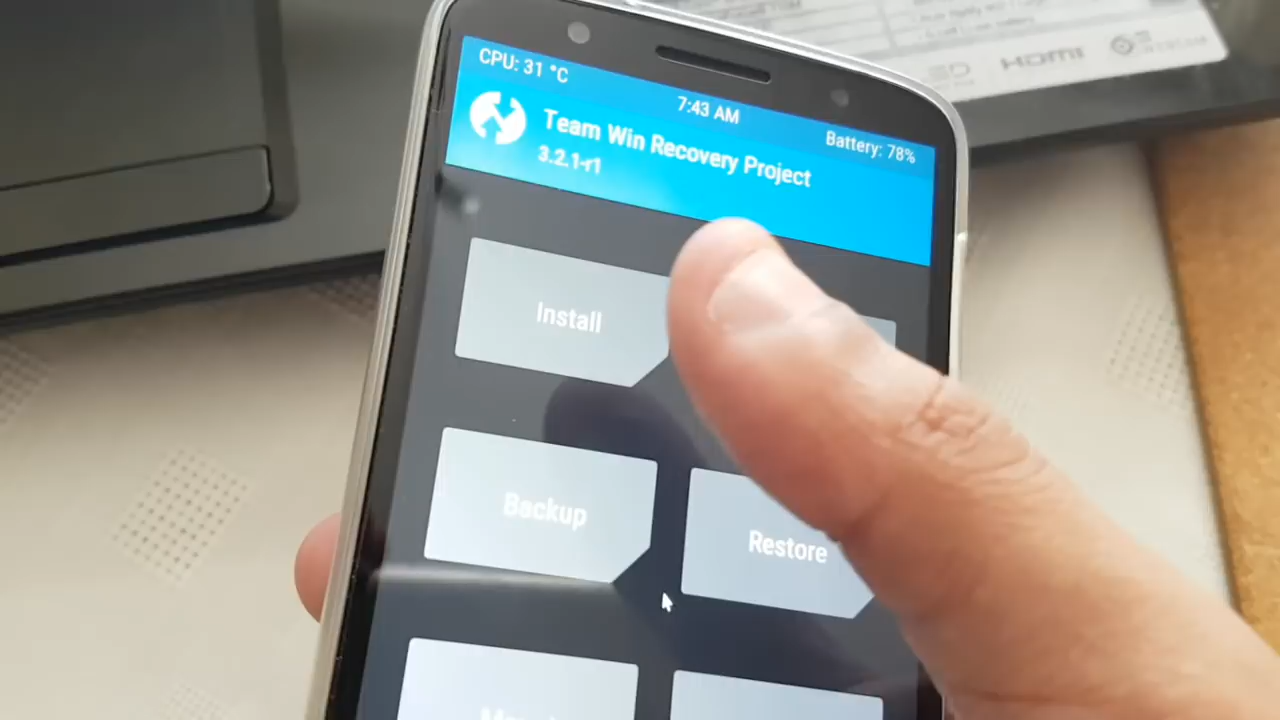 HDMI
CPU: 31 °C
7:43 AM
Battery: 78%
Team Win Recovery Project
3.2.1-r1
Install
Backup
Restore